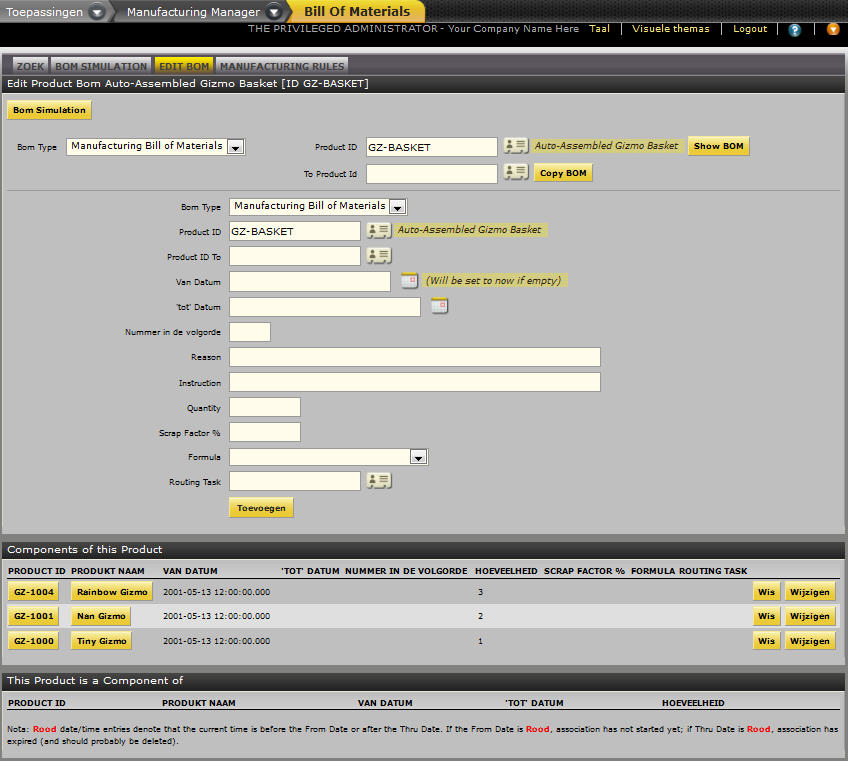 Toepassingen Manufacturing Manager Bill Of Materials
THE PRIVILEGED ADMINISTRATOR - Your Company Name Here Taal Visuele themas Logout ?
ZOEK BOM SIMULATION EDIT BOM MANUFACTURING RULES
Edit Product Bom Auto-Assembled Gizmo Basket [ID GZ-BASKET]
Bom Simulation
Bom Type Manufacturing Bill of Materials Product ID GZ-BASKET Auto-Assembled Gizmo Basket Show BOM
To Product Id Copy BOM
Bom Type Manufacturing Bill of Materials
Product ID GZ-BASKET Auto-Assembled Gizmo Basket
Product ID To
Van Datum (Will be set to now if empty)
'tot' Datum
Nummer in de volgorde
Reason
Instruction
Quantity
Scrap Factor %
Formula
Routing Task
Toevoegen
Components of this Product
PRODUCT ID PRODUKT NAAM VAN DATUM 'TOT' DATUM NUMMER IN DE VOLGORDE HOEVEELHEID SCRAP FACTOR % FORMULA ROUTING TASK
GZ-1004 Rainbow Gizmo 2001-05-13 12:00:00.000 3 Wis Wijzigen
GZ-1001 Nan Gizmo 2001-05-13 12:00:00.000 2 Wis Wijzigen
GZ-1000 Tiny Gizmo 2001-05-13 12:00:00.000 1 Wis Wijzigen
This Product is a Component of
PRODUCT ID PRODUKT NAAM VAN DATUM 'TOT' DATUM HOEVEELHEID
Nota: Rood date/time entries denote that the current time is before the From Date or after the Thru Date. If the From Date is Rood, association has not started yet; if Thru Date is Rood, association has
expired (and should probably be deleted).